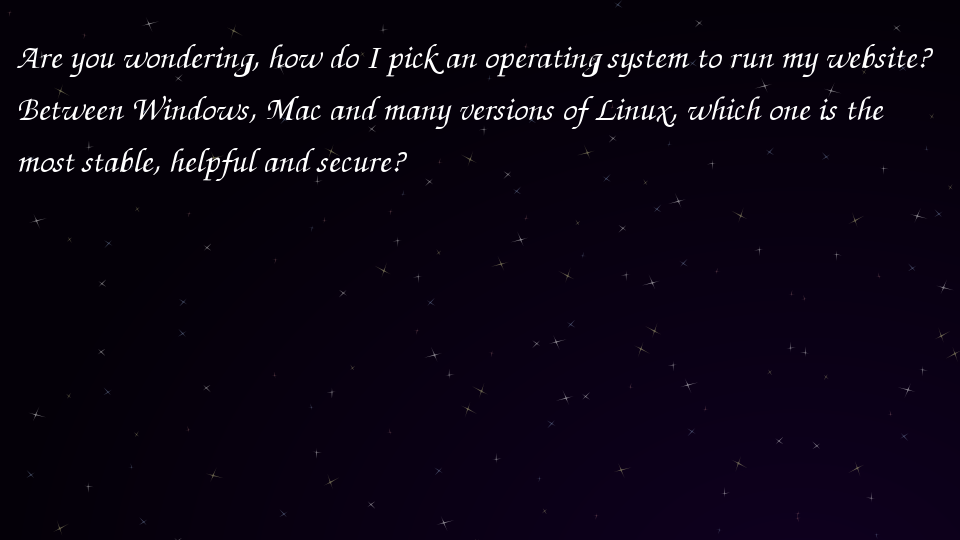 Are you wondering, how do I pick an operating system to run my website?
Between Windows, Mac and many versions of Linux, which one is the
most stable, helpful and secure?